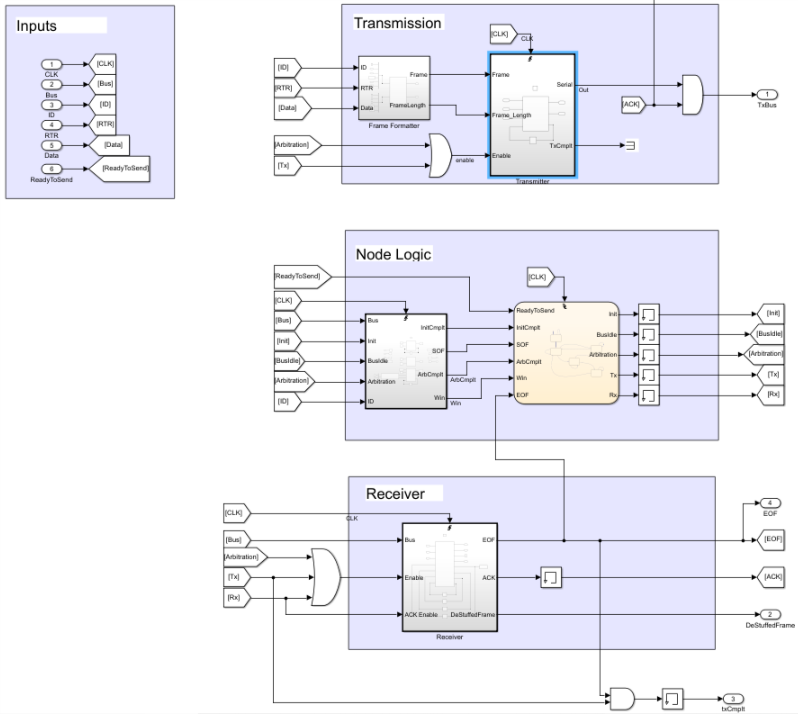 Inputs
1
CLK
[CLK]
2
Bus
[Bus]
3
ID
[ID]
4
RTR
[RTR]
5
Data
[Data]
6
ReadyToSend
[ReadyToSend]
Transmission
[CLK]
CLK
[ID]
[RTR]
[Data]
ID
RTR
Data
Frame
FrameLength
Frame Formatter
[Arbitration]
[Tx]
enable
Frame
Frame_Length
Enable
Serial
TxCmplt
Transmitter
Out
[ACK]
1
TxBus
Node Logic
[ReadyToSend]
[CLK]
[Bus]
[Init]
[BusIdle]
[Arbitration]
[ID]
Bus
Init
BusIdle
Arbitration
ID
InitCmplt
SOF
ArbCmplt
Win
ArbCmplt
Win
[CLK]
ReadyToSend
InitCmplt
SOF
ArbCmplt
Win
EOF
Init
BusIdle
Arbitration
Tx
Rx
[Init]
[BusIdle]
[Arbitration]
[Tx]
[Rx]
Receiver
[CLK]
CLK
[Bus]
[Arbitration]
[Tx]
[Rx]
Bus
Enable
ACK Enable
EOF
ACK
DeStuffedFrame
Receiver
4
EOF
[EOF]
[ACK]
2
DeStuffedFrame
3
txCmplt